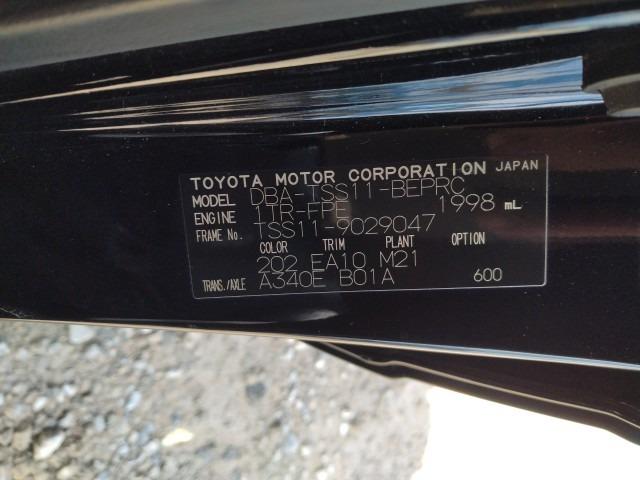 TOYOTA MOTOR CORPORATION JAPAN
MODEL DBA-TSS11-BEPRC
ENGINE 1TR-FPE 1998 mL
FRAME No. TSS11-9029047
COLOR TRIM PLANT OPTION
202 EA10 M21
TRANS./AXLE A340E B01A 600